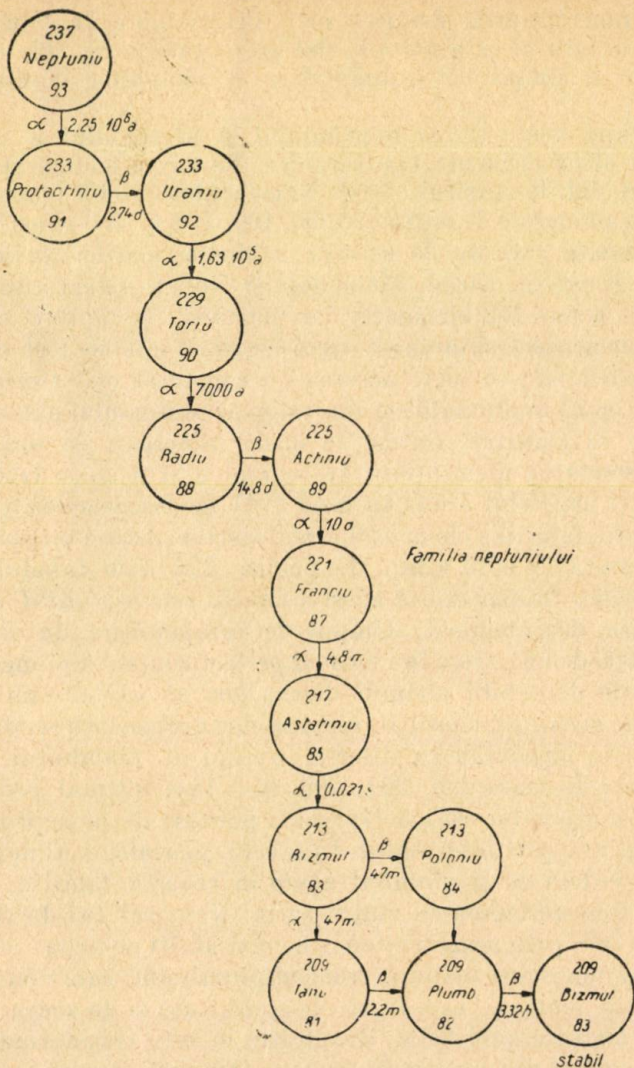 237
Neptuniu
93
α 2.25 10⁶a
233
Protactiniu
91
β
2.74d
233
Uraniu
92
α 1.63 10⁵a
229
Toriu
90
α 7000 a
225
Radiu
88
β
14.8d
225
Actiniu
89
α 10a
Familia neptuniului
221
Franciu
87
α 4.8m.
217
Astatiniu
85
α 0.021s
213
Bizmut
83
β
47m
213
Poloniu
84
α 47m
209
Taliu
81
β
2.2m
209
Plumb
82
β
3.32h
209
Bizmut
83
stabil